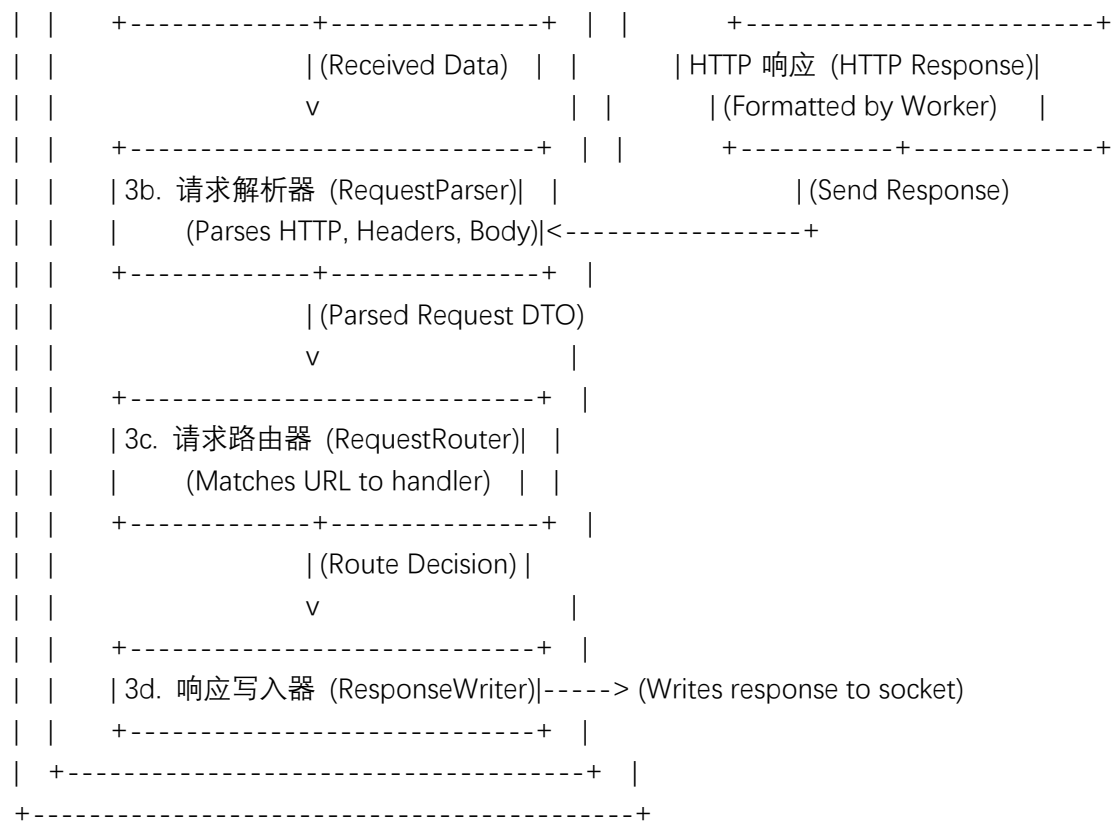 |   |      +-------------+---------------+   |   |        +-------------------------+
|   |                    | (Received Data)   |   |          | HTTP 响应 (HTTP Response)|
|   |                    v                         |   |          | (Formatted by Worker)     |
|   |      +-----------------------------+   |   |        +-----------+-------------+
|   |      | 3b. 请求解析器 (RequestParser)|   |                          | (Send Response)
|   |      |       (Parses HTTP, Headers, Body)|<-----------------+
|   |      +-------------+---------------+   |
|   |                    | (Parsed Request DTO)
|   |                    v                         |
|   |      +-----------------------------+   |
|   |      | 3c. 请求路由器 (RequestRouter)|   |
|   |      |       (Matches URL to handler)   |   |
|   |      +-------------+---------------+   |
|   |                    | (Route Decision) |
|   |                    v                         |
|   |      +-----------------------------+   |
|   |      | 3d. 响应写入器 (ResponseWriter)|-----> (Writes response to socket)
|   |      +-----------------------------+   |
|   +-------------------------------------+   |
+--------------------------------------------+